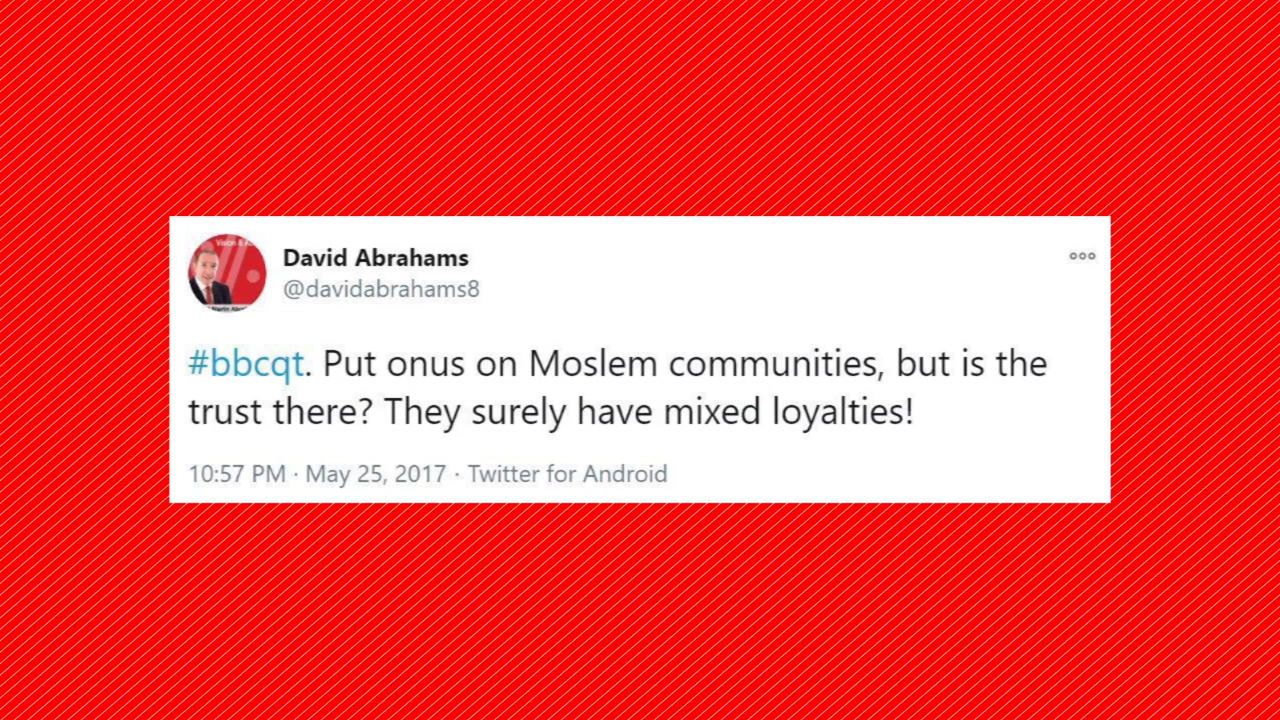 David Abrahams
@davidabrahams8
#bbcqt. Put onus on Moslem communities, but is the
trust there? They surely have mixed loyalties!
10:57 PM · May 25, 2017 · Twitter for Android